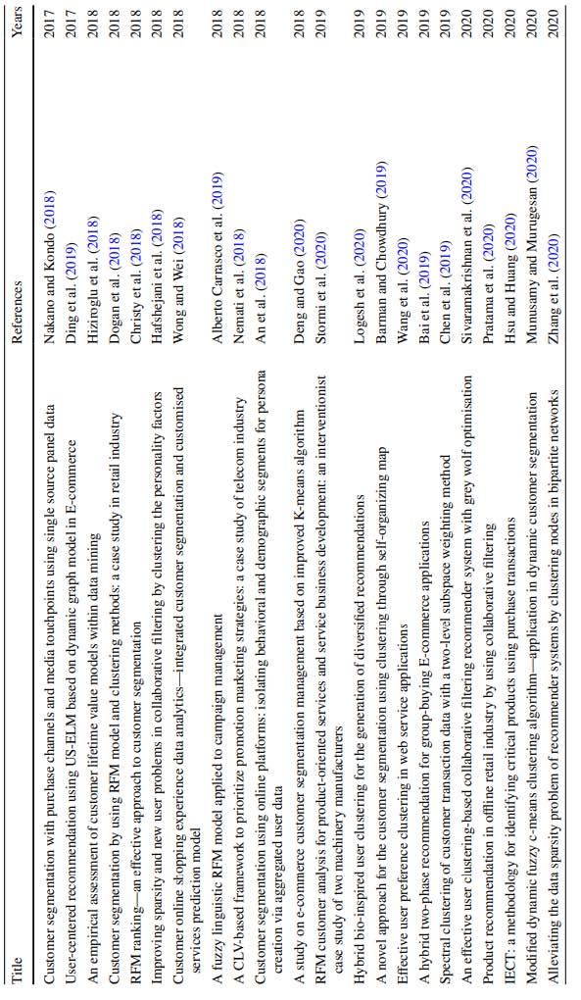 Title References Years
Customer segmentation with purchase channels and media touchpoints using single source panel data Nakano and Kondo (2018) 2017
User-centered recommendation using US-ELM based on dynamic graph model in E-commerce Ding et al. (2019) 2017
An empirical assessment of customer lifetime value models within data mining Hiziroglu et al. (2018) 2018
Customer segmentation by using RFM model and clustering methods: a case study in retail industry Dogan et al. (2018) 2018
RFM ranking—an effective approach to customer segmentation Christy et al. (2018) 2018
Improving sparsity and new user problems in collaborative filtering by clustering the personality factors Hafshejani et al. (2018) 2018
Customer online shopping experience data analytics—integrated customer segmentation and customised Wong and Wei (2018) 2018
services prediction model
A fuzzy linguistic RFM model applied to campaign management Alberto Carrasco et al. (2019) 2018
A CLV-based framework to prioritize promotion marketing strategies: a case study of telecom industry Nemati et al. (2018) 2018
Customer segmentation using online platforms: isolating behavioral and demographic segments for persona An et al. (2018) 2018
creation via aggregated user data
A study on e-commerce customer segmentation management based on improved K-means algorithm Deng and Gao (2020) 2018
RFM customer analysis for product-oriented services and service business development: an interventionist Stormi et al. (2020) 2019
case study of two machinery manufacturers
Hybrid bio-inspired user clustering for the generation of diversified recommendations Logesh et al. (2020) 2019
A novel approach for the customer segmentation using clustering through self-organizing map Barman and Chowdhury (2019) 2019
Effective user preference clustering in web service applications Wang et al. (2020) 2019
A hybrid two-phase recommendation for group-buying E-commerce applications Bai et al. (2019) 2019
Spectral clustering of customer transaction data with a two-level subspace weighting method Chen et al. (2019) 2019
An effective user clustering-based collaborative filtering recommender system with grey wolf optimisation Sivaramakrishnan et al. (2020) 2020
Product recommendation in offline retail industry by using collaborative filtering Pratama et al. (2020) 2020
IECT: a methodology for identifying critical products using purchase transactions Hsu and Huang (2020) 2020
Modified dynamic fuzzy c-means clustering algorithm—application in dynamic customer segmentation Munusamy and Murugesan (2020) 2020
Alleviating the data sparsity problem of recommender systems by clustering nodes in bipartite networks Zhang et al. (2020) 2020